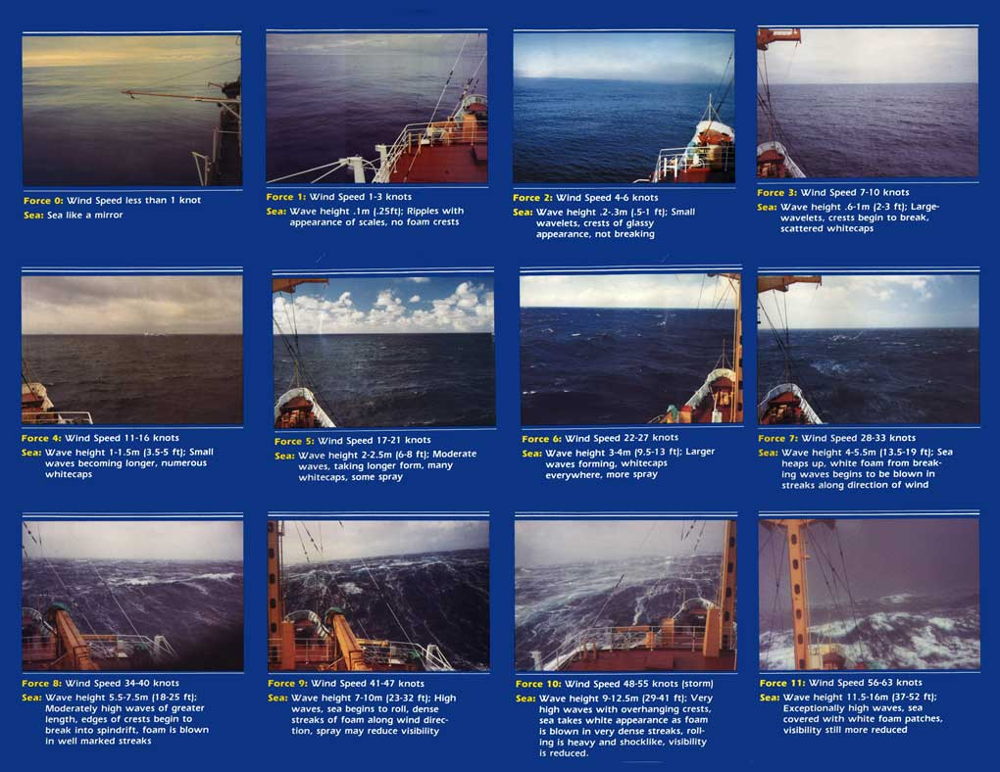 Force 0: Wind Speed less than 1 knot
Sea: Sea like a mirror
Force 1: Wind Speed 1-3 knots
Sea: Wave height .1m (.25ft); Ripples with
appearance of scales, no foam crests
Force 2: Wind Speed 4-6 knots
Sea: Wave height .2-.3m (.5-1 ft); Small
wavelets, crests of glassy
appearance, not breaking
Force 3: Wind Speed 7-10 knots
Sea: Wave height .6-1m (2-3 ft); Large-
wavelets, crests begin to break,
scattered whitecaps
Force 4: Wind Speed 11-16 knots
Sea: Wave height 1-1.5m (3.5-5 ft); Small
waves becoming longer, numerous
whitecaps
Force 5: Wind Speed 17-21 knots
Sea: Wave height 2-2.5m (6-8 ft); Moderate
waves, taking longer form, many
whitecaps, some spray
Force 6: Wind Speed 22-27 knots
Sea: Wave height 3-4m (9.5-13 ft); Larger
waves forming, whitecaps
everywhere, more spray
Force 7: Wind Speed 28-33 knots
Sea: Wave height 4-5.5m (13.5-19 ft); Sea
heaps up, white foam from break-
ing waves begins to be blown in
streaks along direction of wind
Force 8: Wind Speed 34-40 knots
Sea: Wave height 5.5-7.5m (18-25 ft);
Moderately high waves of greater
length, edges of crests begin to
break into spindrift, foam is blown
in well marked streaks
Force 9: Wind Speed 41-47 knots
Sea: Wave height 7-10m (23-32 ft); High
waves, sea begins to roll, dense
streaks of foam along wind direc-
tion, spray may reduce visibility
Force 10: Wind Speed 48-55 knots (storm)
Sea: Wave height 9-12.5m (29-41 ft); Very
high waves with overhanging crests,
sea takes white appearance as foam
is blown in very dense streaks, roll-
ing is heavy and shocklike, visibility
is reduced.
Force 11: Wind Speed 56-63 knots
Sea: Wave height 11.5-16m (37-52 ft);
Exceptionally high waves, sea
covered with white foam patches,
visibility still more reduced